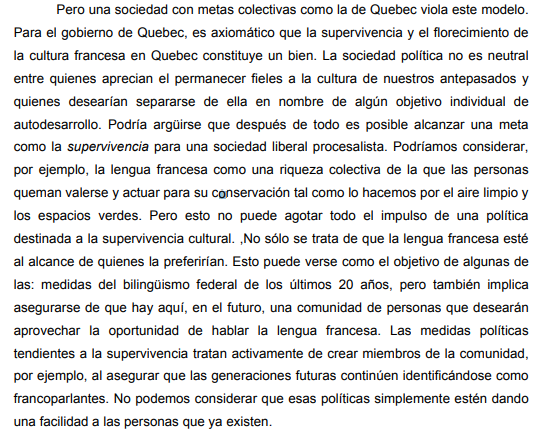 Pero una sociedad con metas colectivas como la de Quebec viola este modelo.
Para el gobierno de Quebec, es axiomático que la supervivencia y el florecimiento de
la cultura francesa en Quebec constituye un bien. La sociedad política no es neutral
entre quienes aprecian el permanecer fieles a la cultura de nuestros antepasados y
quienes desearían separarse de ella en nombre de algún objetivo individual de
autodesarrollo. Podría argüirse que después de todo es posible alcanzar una meta
como la supervivencia para una sociedad liberal procesalista. Podríamos considerar,
por ejemplo, la lengua francesa como una riqueza colectiva de la que las personas
queman valerse y actuar para su conservación tal como lo hacemos por el aire limpio y
los espacios verdes. Pero esto no puede agotar todo el impulso de una política
destinada a la supervivencia cultural. ,No sólo se trata de que la lengua francesa esté
al alcance de quienes la preferirían. Esto puede verse como el objetivo de algunas de
las: medidas del bilingüismo federal de los últimos 20 años, pero también implica
asegurarse de que hay aquí, en el futuro, una comunidad de personas que desearán
aprovechar la oportunidad de hablar la lengua francesa. Las medidas políticas
tendientes a la supervivencia tratan activamente de crear miembros de la comunidad,
por ejemplo, al asegurar que las generaciones futuras continúen identificándose como
francoparlantes. No podemos considerar que esas políticas simplemente estén dando
una facilidad a las personas que ya existen.